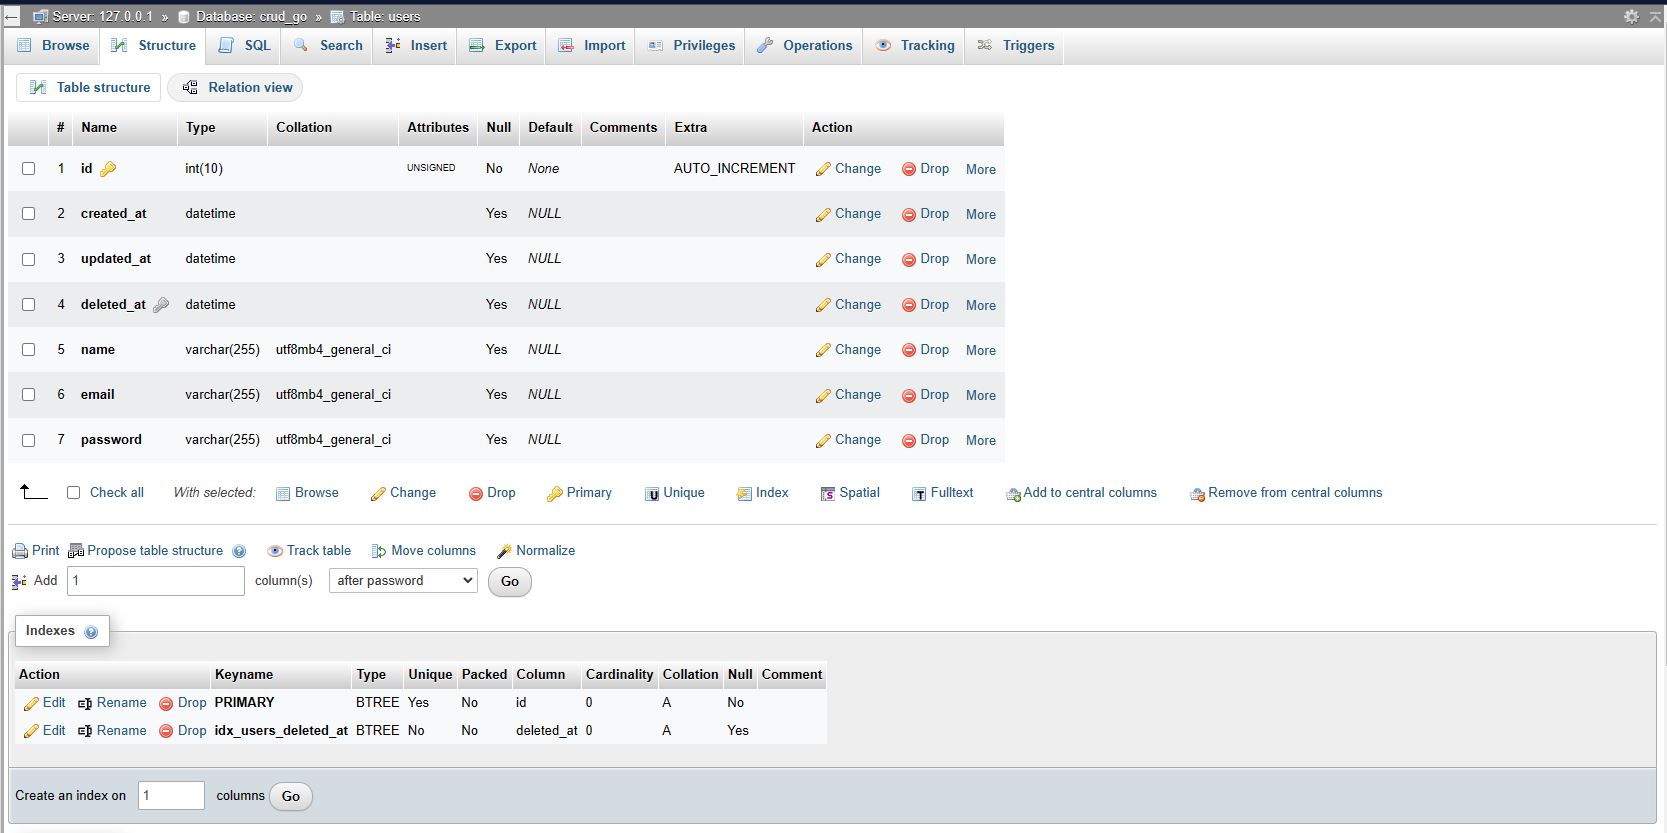 Server: 127.0.0.1 » Database: crud_go » Table: users
Browse Structure SQL Search Insert Export Import Privileges Operations Tracking Triggers
Table structure Relation view
# Name Type Collation Attributes Null Default Comments Extra Action
1 id int(10) UNSIGNED No None AUTO_INCREMENT Change Drop More
2 created_at datetime Yes NULL Change Drop More
3 updated_at datetime Yes NULL Change Drop More
4 deleted_at datetime Yes NULL Change Drop More
5 name varchar(255) utf8mb4_general_ci Yes NULL Change Drop More
6 email varchar(255) utf8mb4_general_ci Yes NULL Change Drop More
7 password varchar(255) utf8mb4_general_ci Yes NULL Change Drop More
Check all With selected: Browse Change Drop Primary Unique Index Spatial Fulltext Add to central columns Remove from central columns
Print Propose table structure Track table Move columns Normalize
Add 1 column(s) after password Go
Indexes
Action Keyname Type Unique Packed Column Cardinality Collation Null Comment
Edit Rename Drop PRIMARY BTREE Yes No id 0 A No
Edit Rename Drop idx_users_deleted_at BTREE No No deleted_at 0 A Yes
Create an index on 1 columns Go